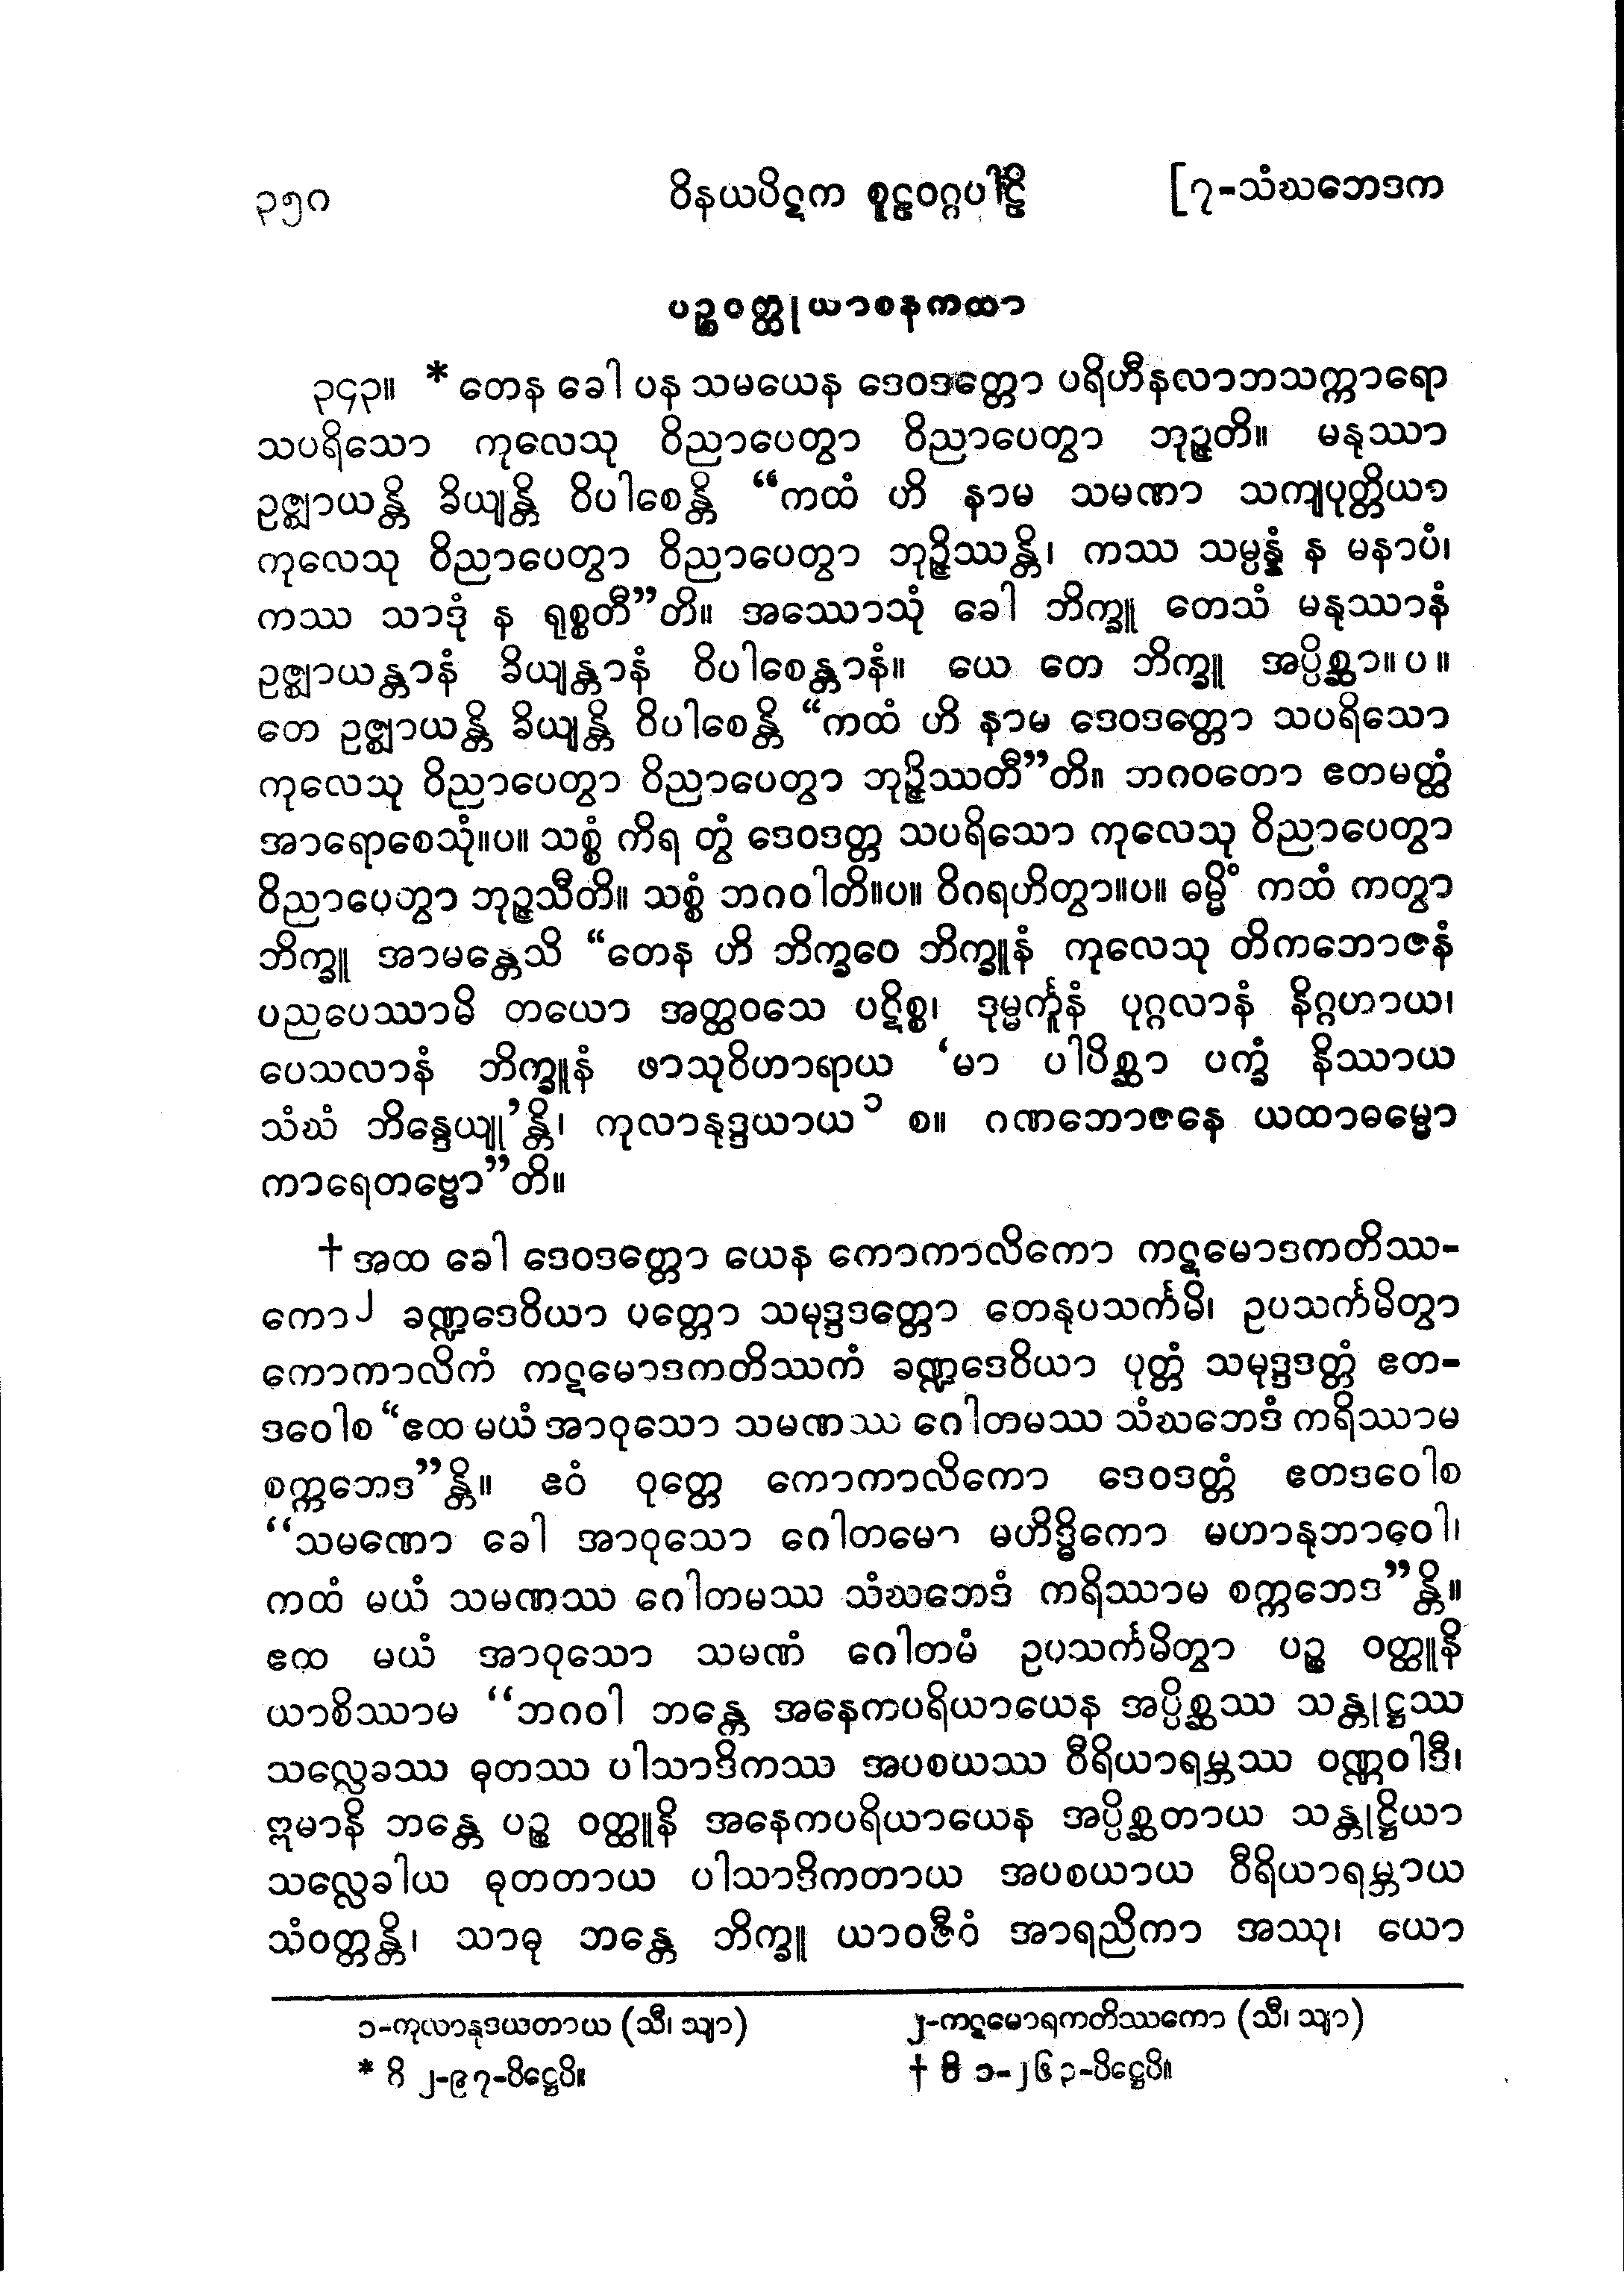 ၃၅၀ ဝိနယပိဋက စူဠဝဂ္ဂပါဠိ [၇-သံဃဘေဒက
ပဉ္စဝတ္ထုယာစနကထာ
၃၄၃။ * တေန ခေါ ပန သမယေန ဒေဝဒတ္တော ပရိဟီနလာဘသက္ကာရော
သပရိသော ကုလေသု ဝိညာပေတွာ ဝိညာပေတွာ ဘုဉ္ဇတိ။ မနုဿာ
ဥဇ္ဈာယန္တိ ခိယျန္တိ ဝိပါစေန္တိ “ကထံ ဟိ နာမ သမဏာ သကျပုတ္တိယာ
ကုလေသု ဝိညာပေတွာ ဝိညာပေတွာ ဘုဉ္ဇိဿန္တိ၊ ကဿ သမ္ပန္နံ န မနာပံ၊
ကဿ သာဒုံ န ရုစ္စတီ”တိ။ အဿောသုံ ခေါ ဘိက္ခူ တေသံ မနုဿာနံ
ဥဇ္ဈာယန္တာနံ ခိယျန္တာနံ ဝိပါစေန္တာနံ။ ယေ တေ ဘိက္ခူ အပ္ပိစ္ဆာ။ပ။
တေ ဥဇ္ဈာယန္တိ ခိယျန္တိ ဝိပါစေန္တိ “ကထံ ဟိ နာမ ဒေဝဒတ္တော သပရိသော
ကုလေသု ဝိညာပေတွာ ဝိညာပေတွာ ဘုဉ္ဇိဿတီ”တိ။ ဘဂဝတော ဧတမတ္ထံ
အာရောစေသုံ။ပ။ သစ္စံ ကိရ တွံ ဒေဝဒတ္တ သပရိသော ကုလေသု ဝိညာပေတွာ
ဝိညာပေတွာ ဘုဉ္ဇသီတိ။ သစ္စံ ဘဂဝါတိ။ပ။ ဝိဂရဟိတွာ။ပ။ ဓမ္မိံ ကထံ ကတွာ
ဘိက္ခူ အာမန္တေသိ “တေန ဟိ ဘိက္ခဝေ ဘိက္ခူနံ ကုလေသု တိကဘောဇနံ
ပညပေဿာမိ တယော အတ္ထဝသေ ပဋိစ္စ၊ ဒုမ္မင်္ကူနံ ပုဂ္ဂလာနံ နိဂ္ဂဟာယ၊
ပေသလာနံ ဘိက္ခူနံ ဖာသုဝိဟာရာယ ‘မာ ပါပိစ္ဆာ ပက္ခံ နိဿာယ
သံဃံ ဘိန္ဒေယျု’န္တိ၊ ကုလာနုဒ္ဒယာယ ၁ စ။ ဂဏဘောဇနေ ယထာဓမ္မော
ကာရေတဗ္ဗော”တိ။
† အထ ခေါ ဒေဝဒတ္တော ယေန ကောကာလိကော ကဋမောဒကတိဿ-
ကော၂ ခဏ္ဍဒေဝိယာ ပုတ္တော သမုဒ္ဒဒတ္တော တေနုပသင်္ကမိ၊ ဥပသင်္ကမိတွာ
ကောကာလိကံ ကဋမောဒကတိဿကံ ခဏ္ဍဒေဝိယာ ပုတ္တံ သမုဒ္ဒဒတ္တံ ဧတ-
ဒဝေါစ “ဧထ မယံ အာဝုသော သမဏဿ ဂေါတမဿ သံဃဘေဒံ ကရိဿာမ
စက္ကဘေဒ”န္တိ။ ဧဝံ ဝုတ္တေ ကောကာလိကော ဒေဝဒတ္တံ ဧတဒဝေါစ
“သမဏော ခေါ အာဝုသော ဂေါတမော မဟိဒ္ဓိကော မဟာနုဘာဝေါ၊
ကထံ မယံ သမဏဿ ဂေါတမဿ သံဃဘေဒံ ကရိဿာမ စက္ကဘေဒ”န္တိ။
ဧထ မယံ အာဝုသော သမဏံ ဂေါတမံ ဥပသင်္ကမိတွာ ပဉ္စ ဝတ္ထူနိ
ယာစိဿာမ “ဘဂဝါ ဘန္တေ အနေကပရိယာယေန အပ္ပိစ္ဆဿ သန္တုဋ္ဌဿ
သလ္လေခဿ ဓုတဿ ပါသာဒိကဿ အပစယဿ ဝီရိယာရမ္ဘဿ ဝဏ္ဏဝါဒီ၊
ဣမာနိ ဘန္တေ ပဉ္စ ဝတ္ထူနိ အနေကပရိယာယေန အပ္ပိစ္ဆတာယ သန္တုဋ္ဌိယာ
သလ္လေခါယ ဓုတတာယ ပါသာဒိကတာယ အပစယာယ ဝီရိယာရမ္ဘာယ
သံဝတ္တန္တိ၊ သာဓု ဘန္တေ ဘိက္ခူ ယာဝဇီဝံ အာရညိကာ အဿု၊ ယော
၁-ကုလာနုဒယတာယ (သီ၊ သျာ) ၂-ကဋမောရကတိဿကော (သီ၊ သျာ)
* ဝိ ၂-၉၇-ပိဋ္ဌေပိ။ † ဝိ ၁-၂၆၃-ပိဋ္ဌေပိ။